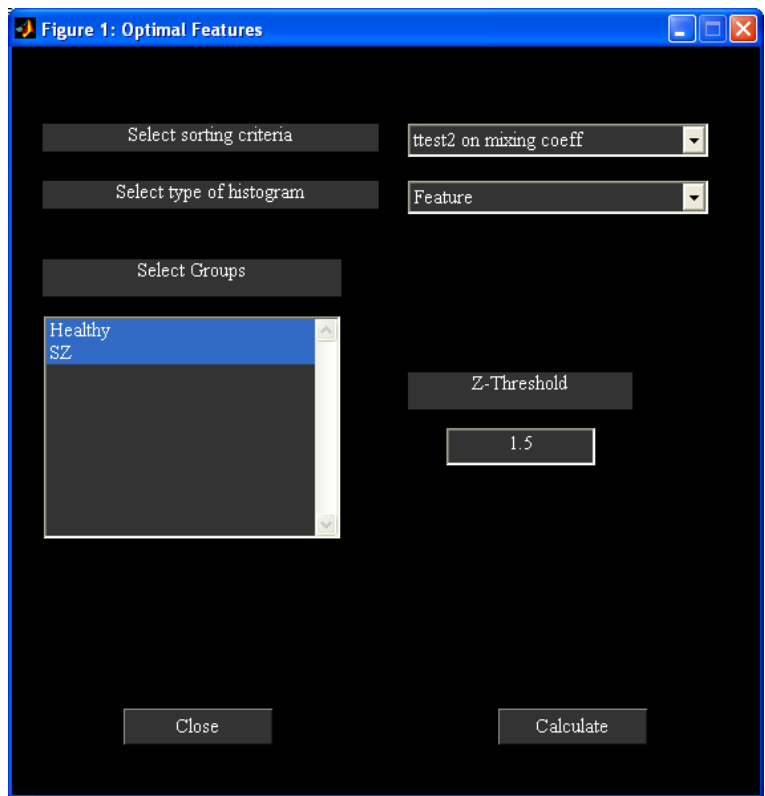 Figure 1: Optimal Features
Select sorting criteria
ttest2 on mixing coeff
Select type of histogram
Feature
Select Groups
Healthy
SZ
Z-Threshold
1.5
Close
Calculate